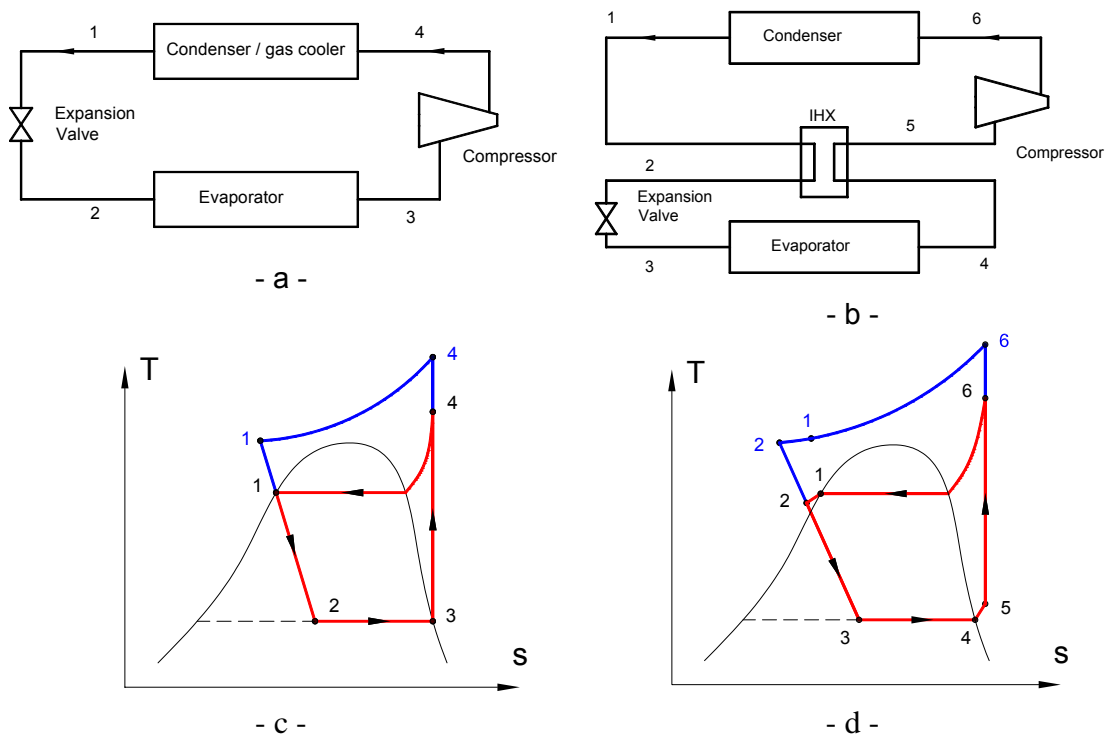 1
Condenser / gas cooler
4
Expansion
Valve
Compressor
2
Evaporator
3
- a -
1
Condenser
6
IHX
5
Compressor
2
Expansion
Valve
Evaporator
3
4
- b -
T
4
4
1
1
2
3
s
- c -
T
6
6
1
2
1
2
5
3
4
s
- d -